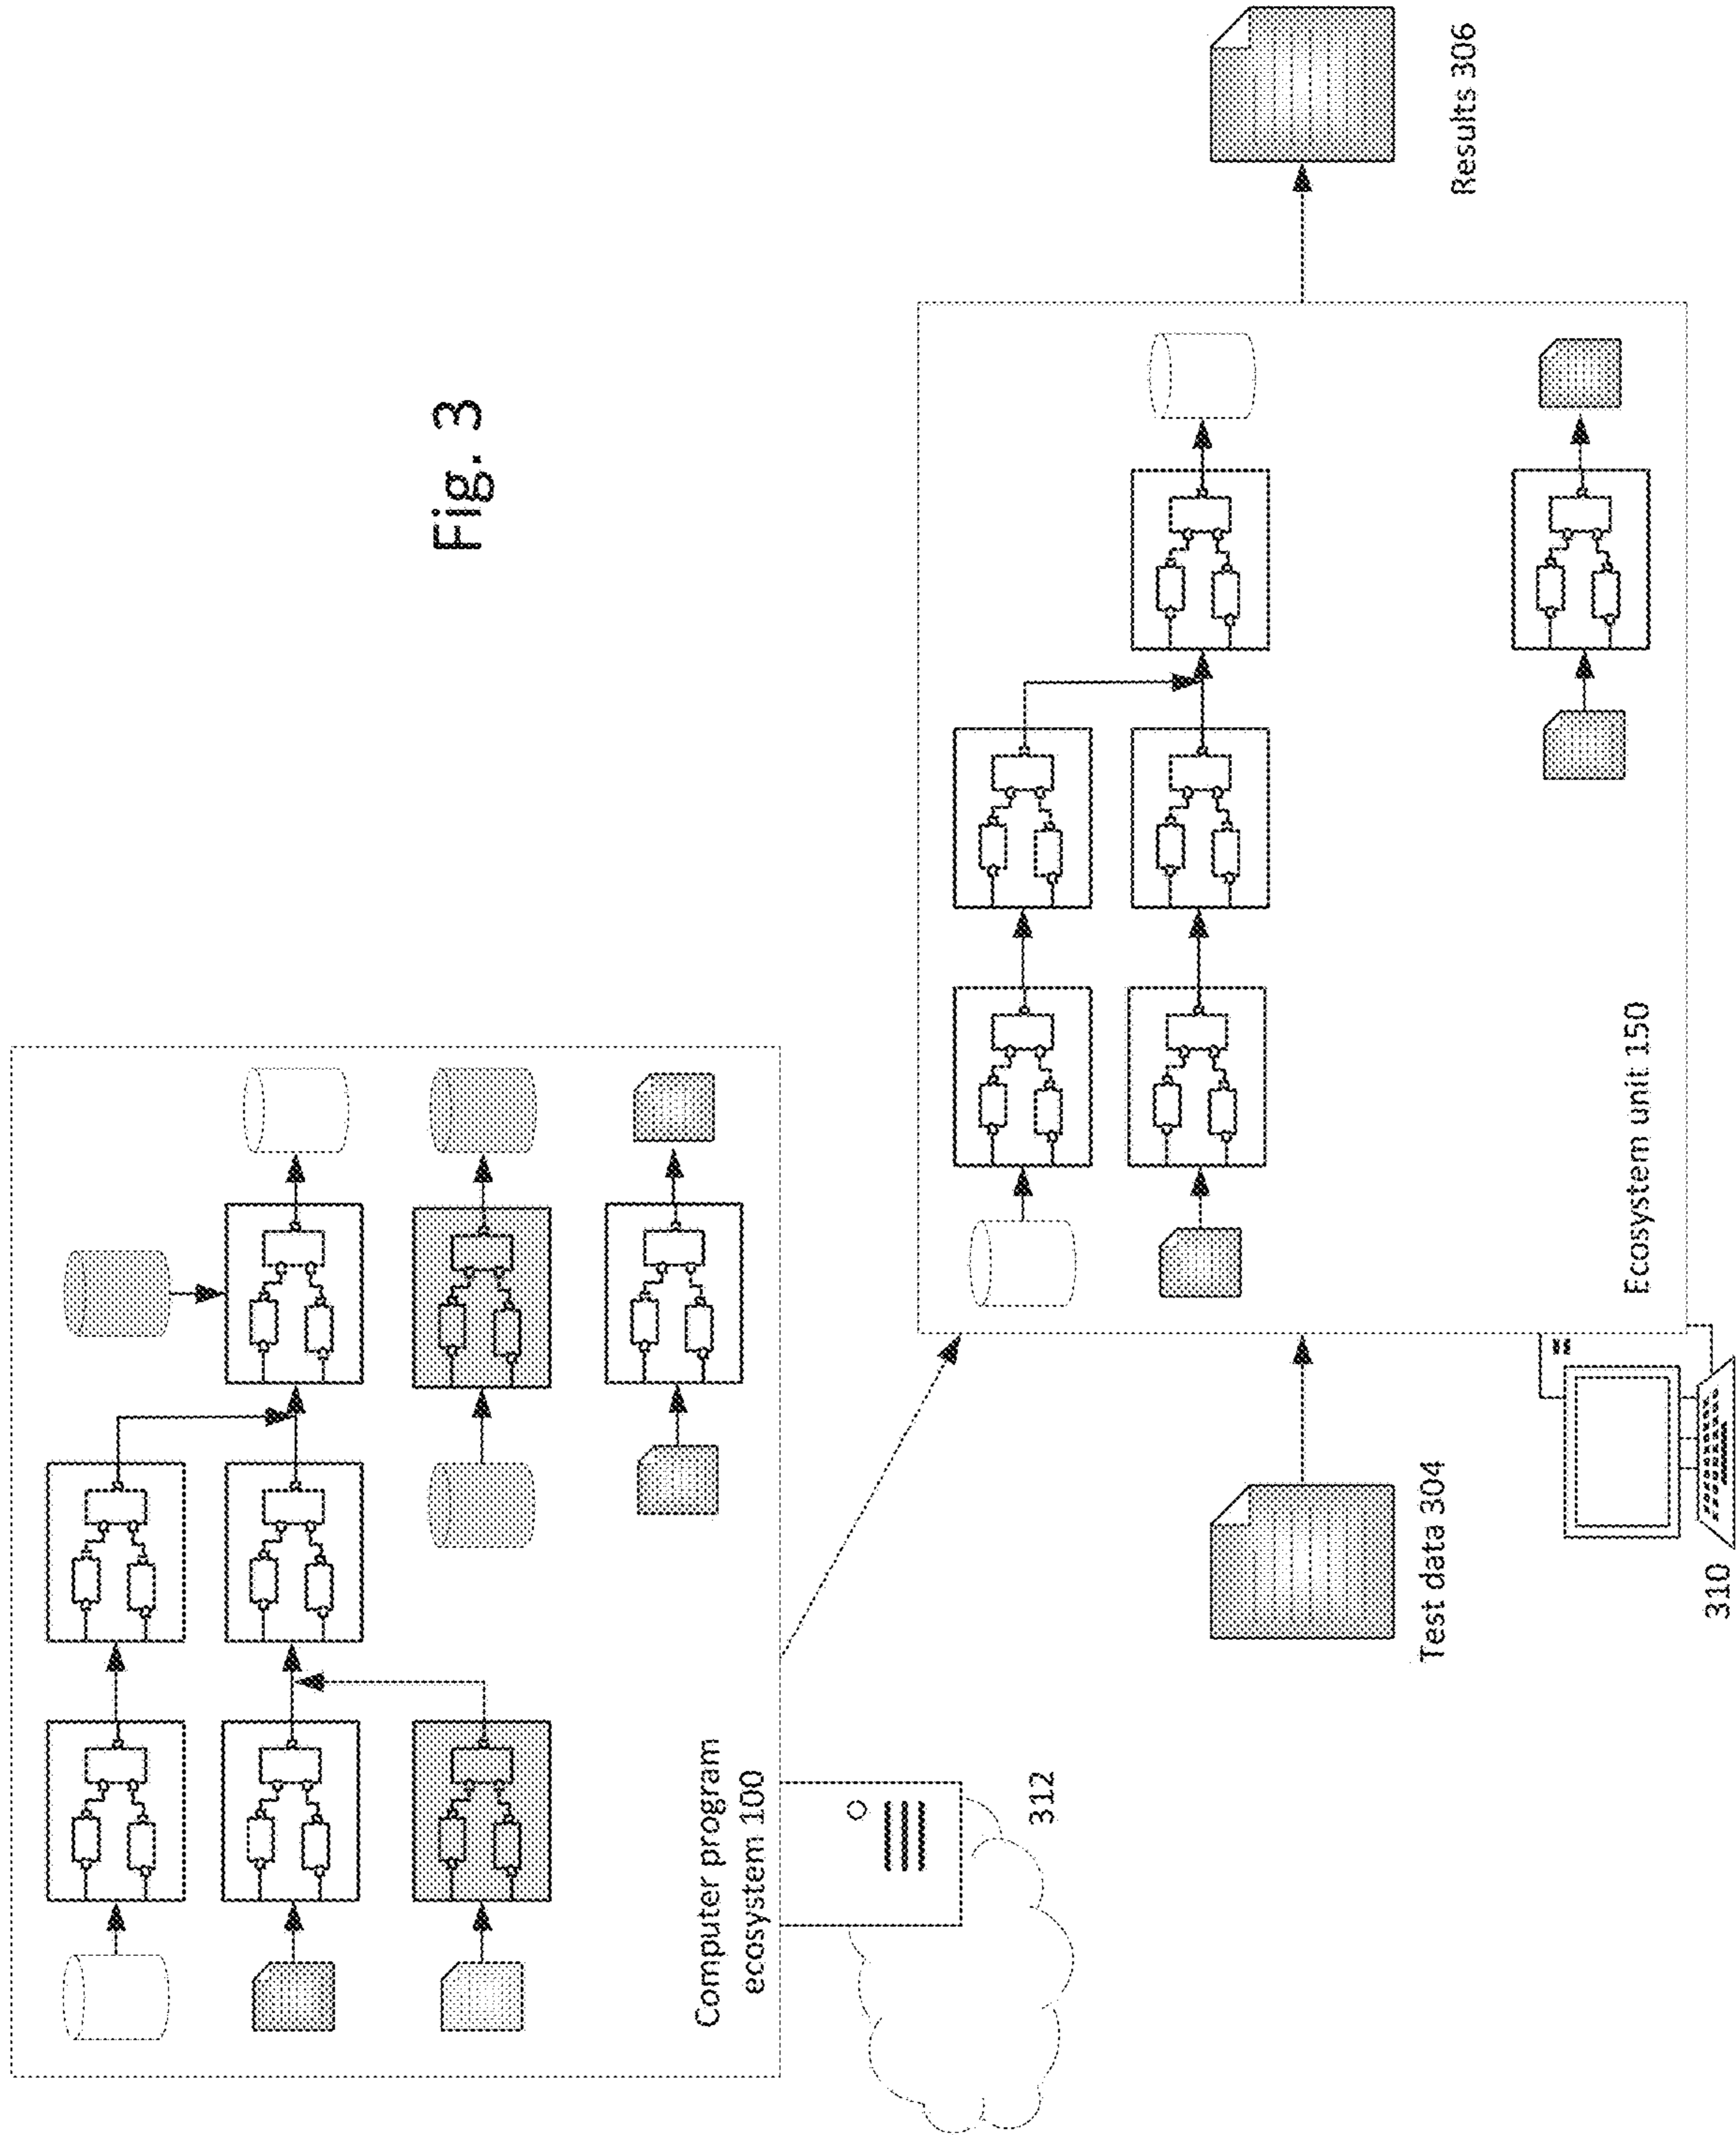 Fig. 3
Computer program
ecosystem 100
312
Test data 304
310
Ecosystem unit 150
Results 306